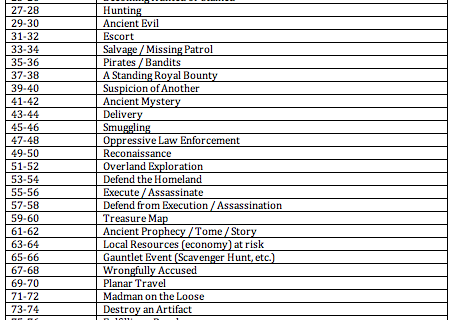 27-28 Hunting
29-30 Ancient Evil
31-32 Escort
33-34 Salvage / Missing Patrol
35-36 Pirates / Bandits
37-38 A Standing Royal Bounty
39-40 Suspicion of Another
41-42 Ancient Mystery
43-44 Delivery
45-46 Smuggling
47-48 Oppressive Law Enforcement
49-50 Reconaissance
51-52 Overland Exploration
53-54 Defend the Homeland
55-56 Execute / Assassinate
57-58 Defend from Execution / Assassination
59-60 Treasure Map
61-62 Ancient Prophecy / Tome / Story
63-64 Local Resources (economy) at risk
65-66 Gauntlet Event (Scavenger Hunt, etc.)
67-68 Wrongfully Accused
69-70 Planar Travel
71-72 Madman on the Loose
73-74 Destroy an Artifact